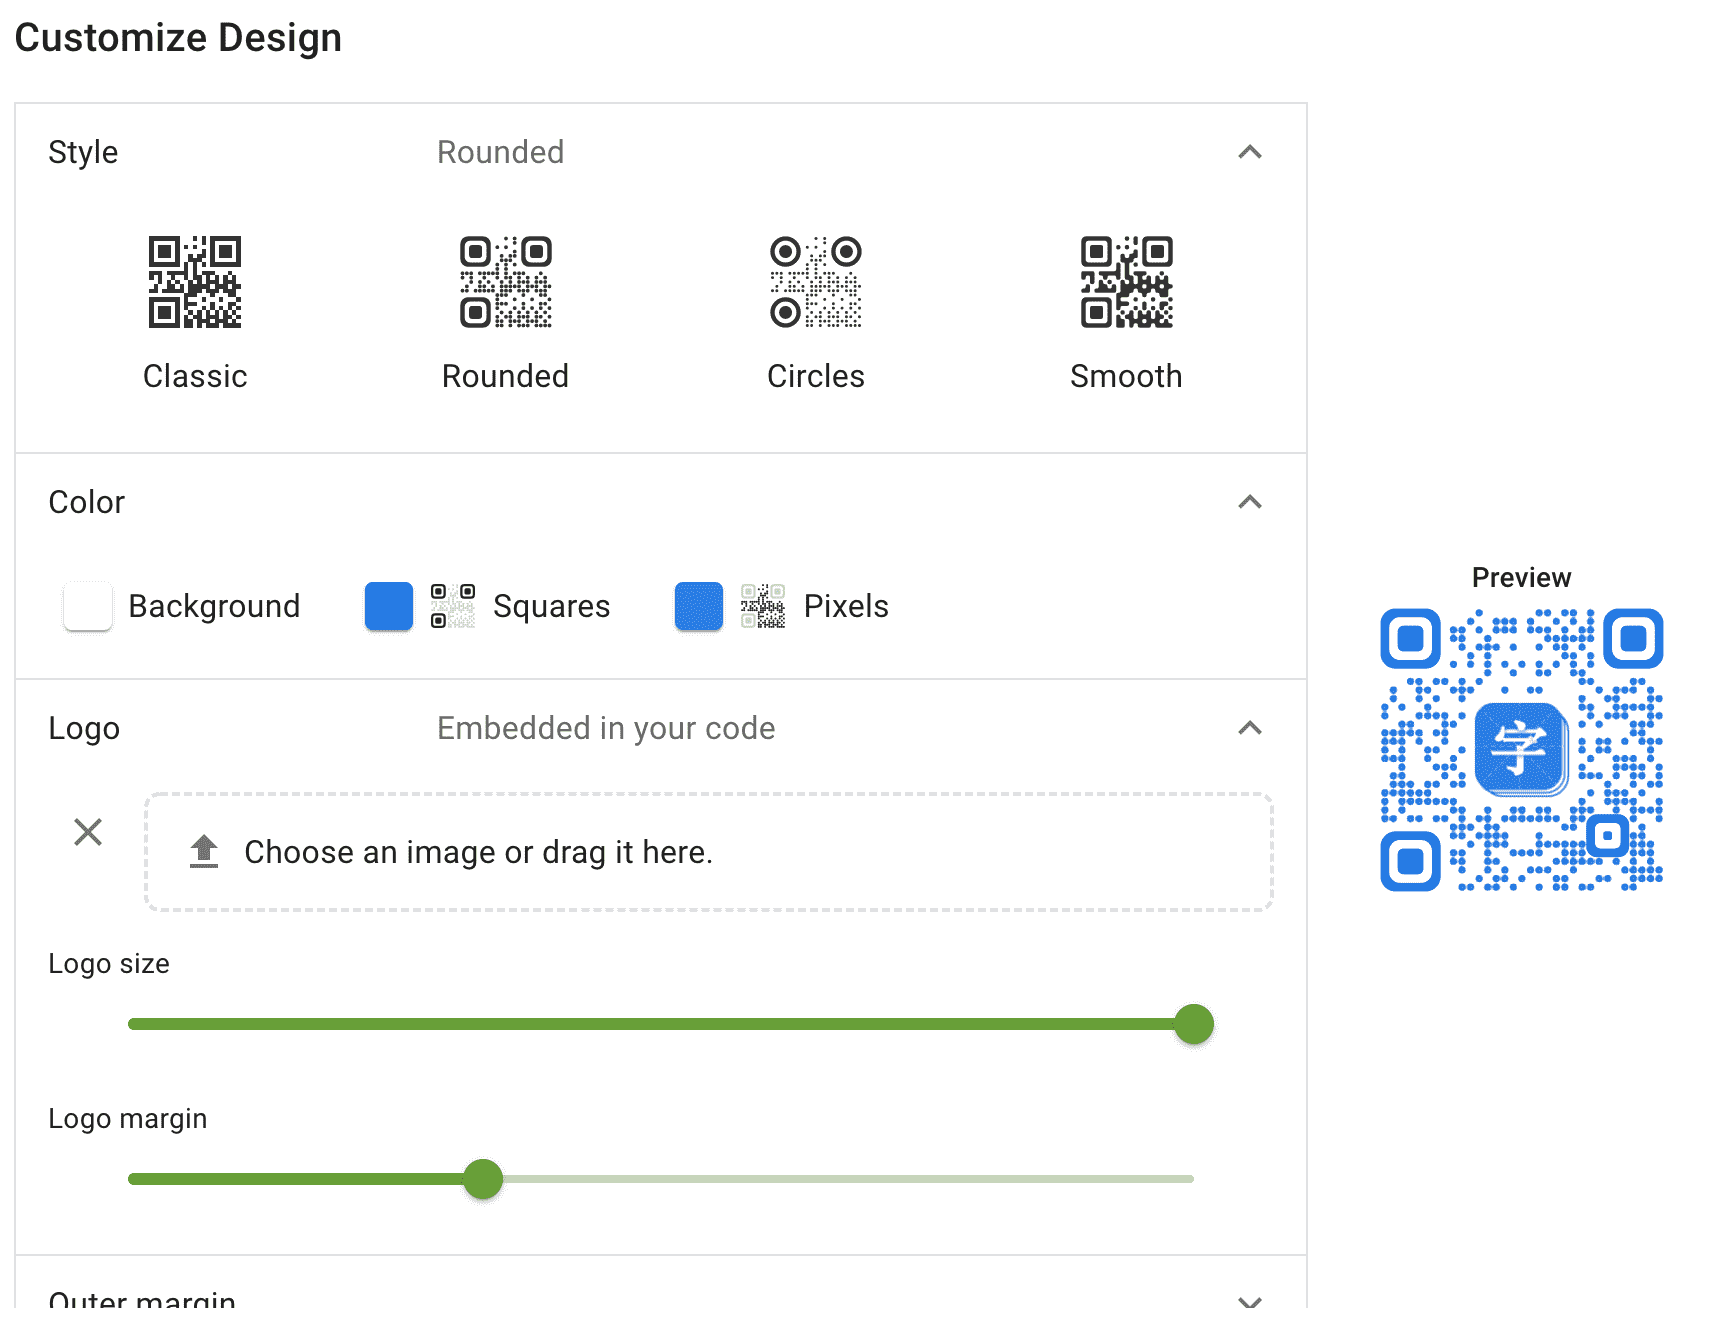 Customize Design
Style
Rounded
Classic
Rounded
Circles
Smooth
Color
Background
Squares
Pixels
Logo
Embedded in your code
Choose an image or drag it here.
Logo size
Logo margin
Outer margin
Preview
字